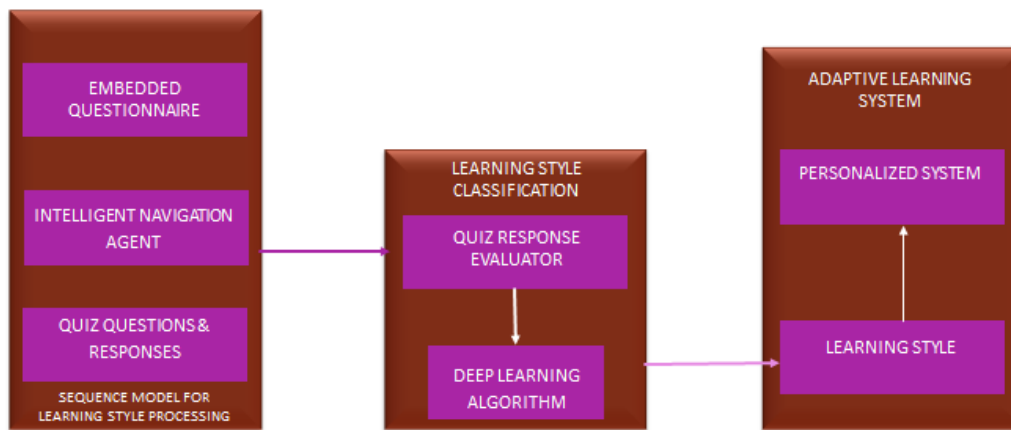 EMBEDDED
QUESTIONNAIRE
INTELLIGENT NAVIGATION
AGENT
QUIZ QUESTIONS &
RESPONSES
SEQUENCE MODEL FOR
LEARNING STYLE PROCESSING
LEARNING STYLE
CLASSIFICATION
QUIZ RESPONSE
EVALUATOR
DEEP LEARNING
ALGORITHM
ADAPTIVE LEARNING
SYSTEM
PERSONALIZED SYSTEM
LEARNING STYLE